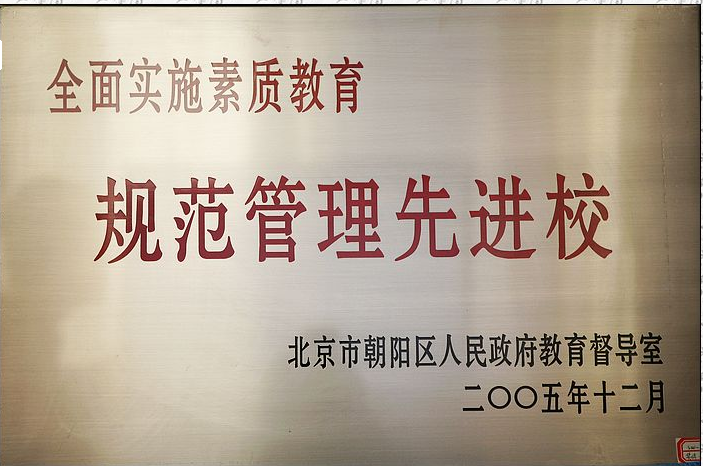 全面实施素质教育
规范管理先进校
北京市朝阳区人民政府教育督导室
二〇〇五年十二月